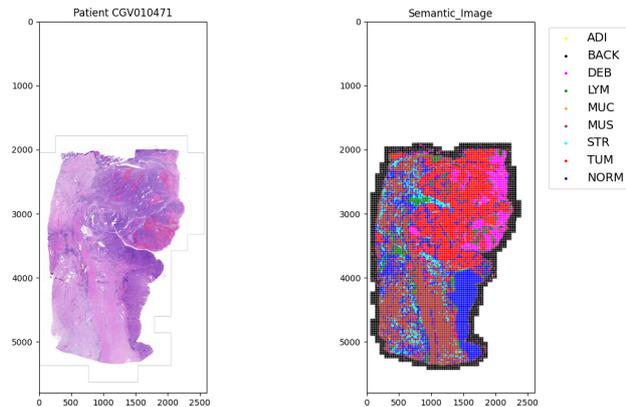 Patient CGV010471
0
1000
2000
3000
4000
5000
0 500 1000 1500 2000 2500
Semantic_Image
0
1000
2000
3000
4000
5000
0 500 1000 1500 2000 2500
ADI
BACK
DEB
LYM
MUC
MUS
STR
TUM
NORM